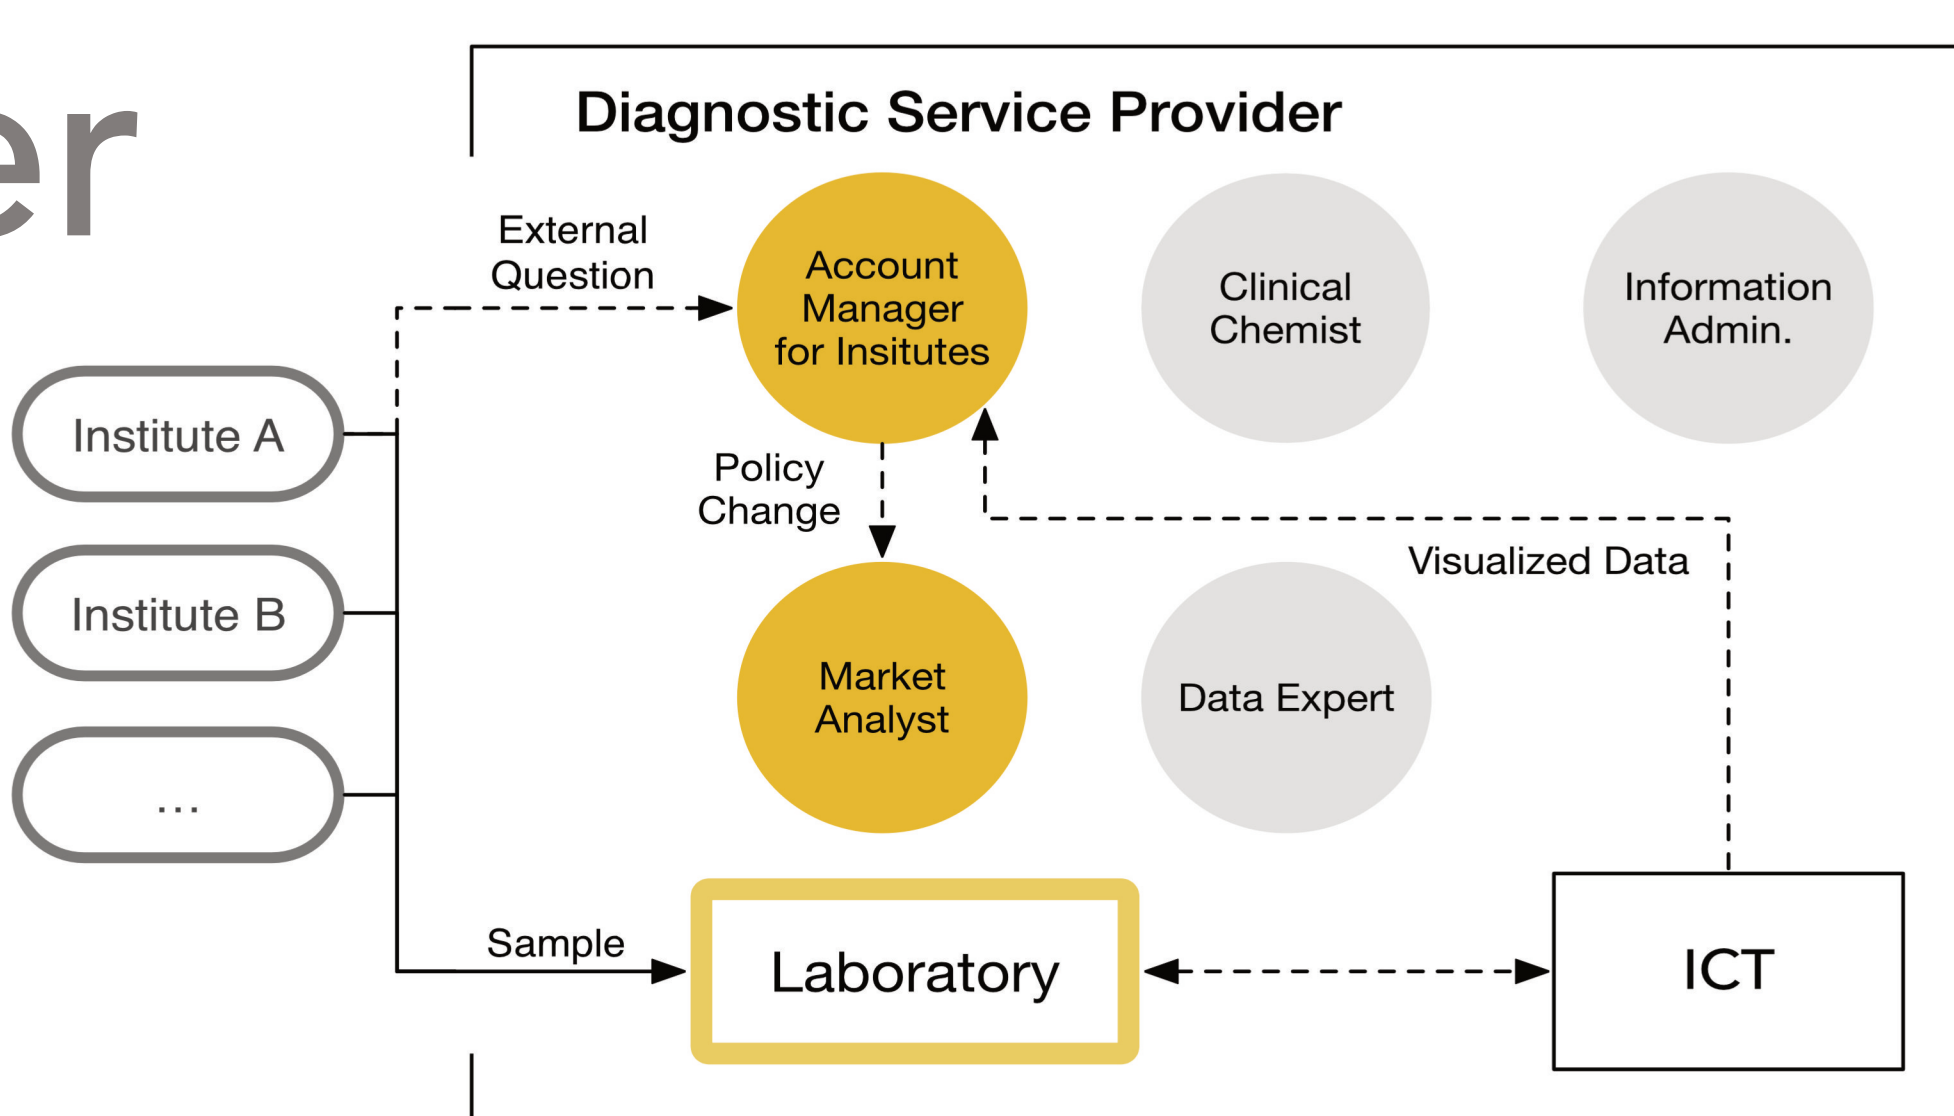 er
Diagnostic Service Provider
External
Question
Account
Manager
for Insitutes
Clinical
Chemist
Information
Admin.
Institute A
Policy
Change
Visualized Data
Institute B
Market
Analyst
Data Expert
...
Sample
Laboratory
ICT